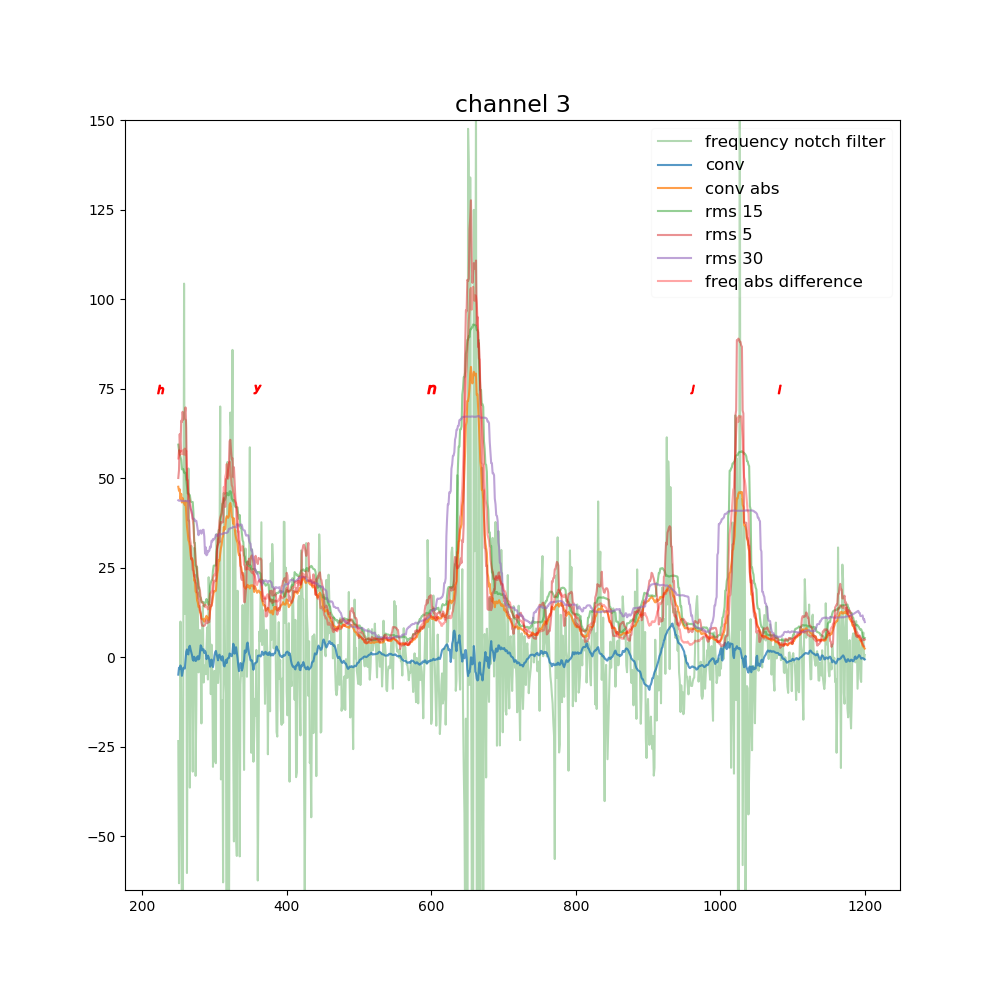 channel 3
150
125
100
75
50
25
0
−25
−50
frequency notch filter
conv
conv abs
rms 15
rms 5
rms 30
freq abs difference
h y n j l
200 400 600 800 1000 1200